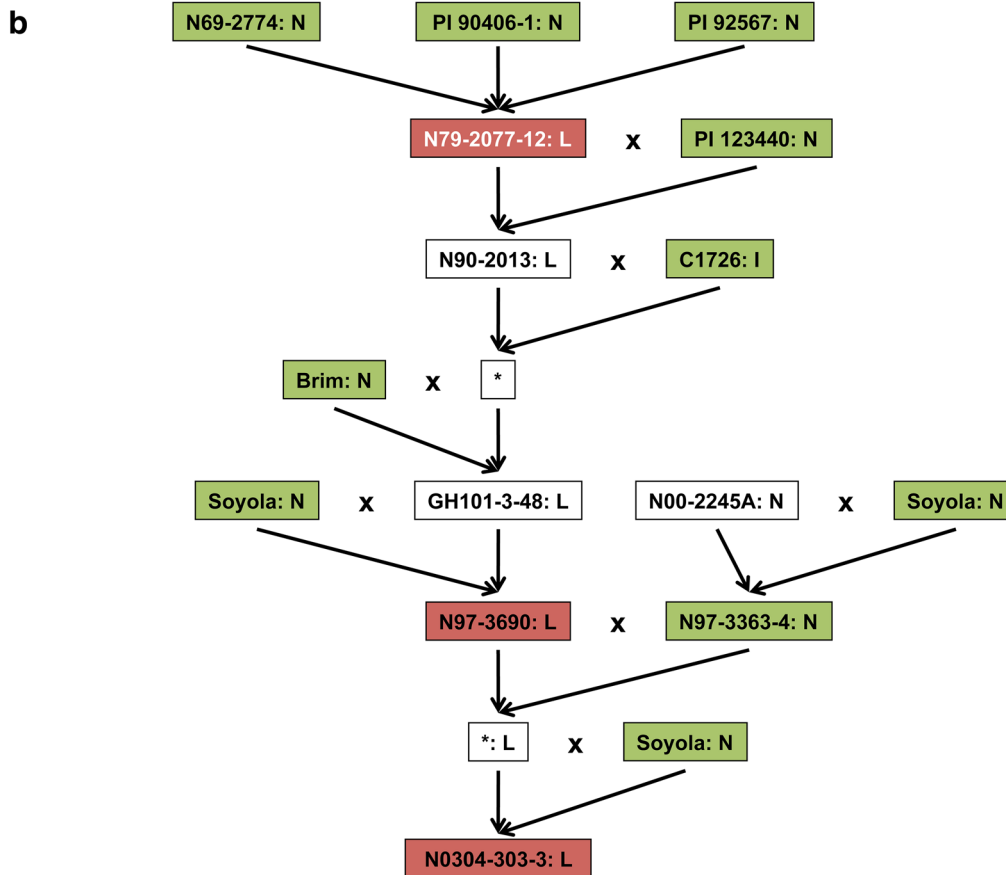 b
N69-2774: N PI 90406-1: N PI 92567: N
N79-2077-12: L x PI 123440: N
N90-2013: L x C1726: I
Brim: N x *
Soyola: N x GH101-3-48: L N00-2245A: N x Soyola: N
N97-3690: L x N97-3363-4: N
*: L x Soyola: N
N0304-303-3: L